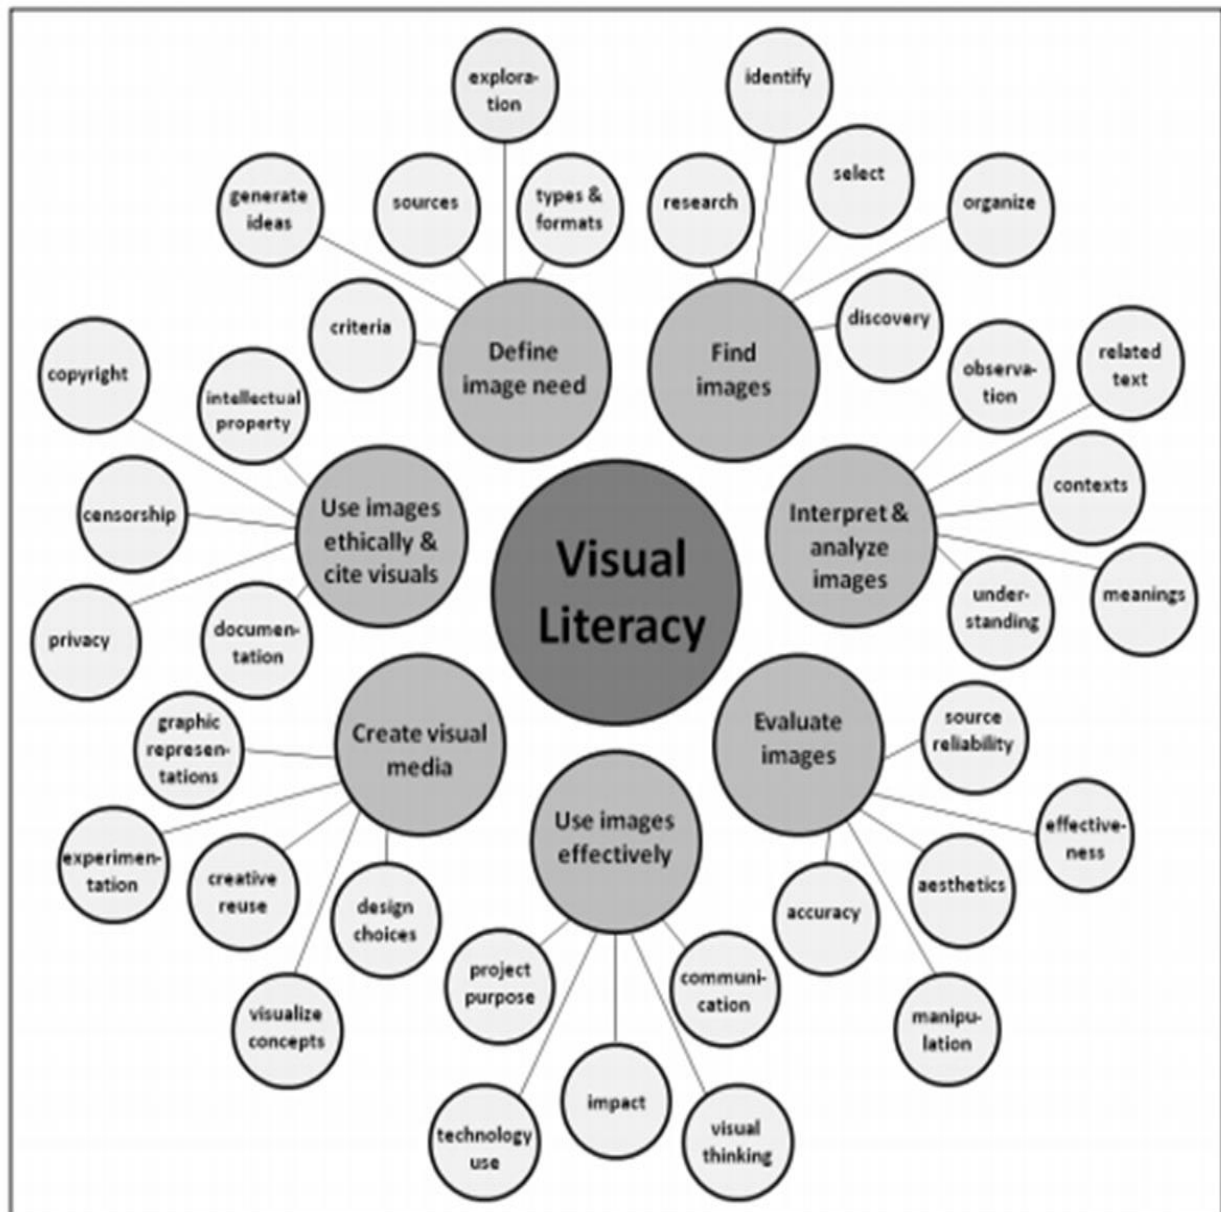 Visual
Literacy
Define
image need
criteria
generate
ideas
sources
explora-
tion
types &
formats
Find
images
research
identify
select
organize
discovery
Interpret &
analyze
images
observa-
tion
related
text
contexts
meanings
under-
standing
Evaluate
images
source
reliability
effective-
ness
aesthetics
manipu-
lation
accuracy
Use images
effectively
communi-
cation
visual
thinking
impact
technology
use
project
purpose
Create visual
media
design
choices
visualize
concepts
creative
reuse
experimen-
tation
graphic
represen-
tations
Use images
ethically &
cite visuals
documen-
tation
privacy
censorship
copyright
intellectual
property